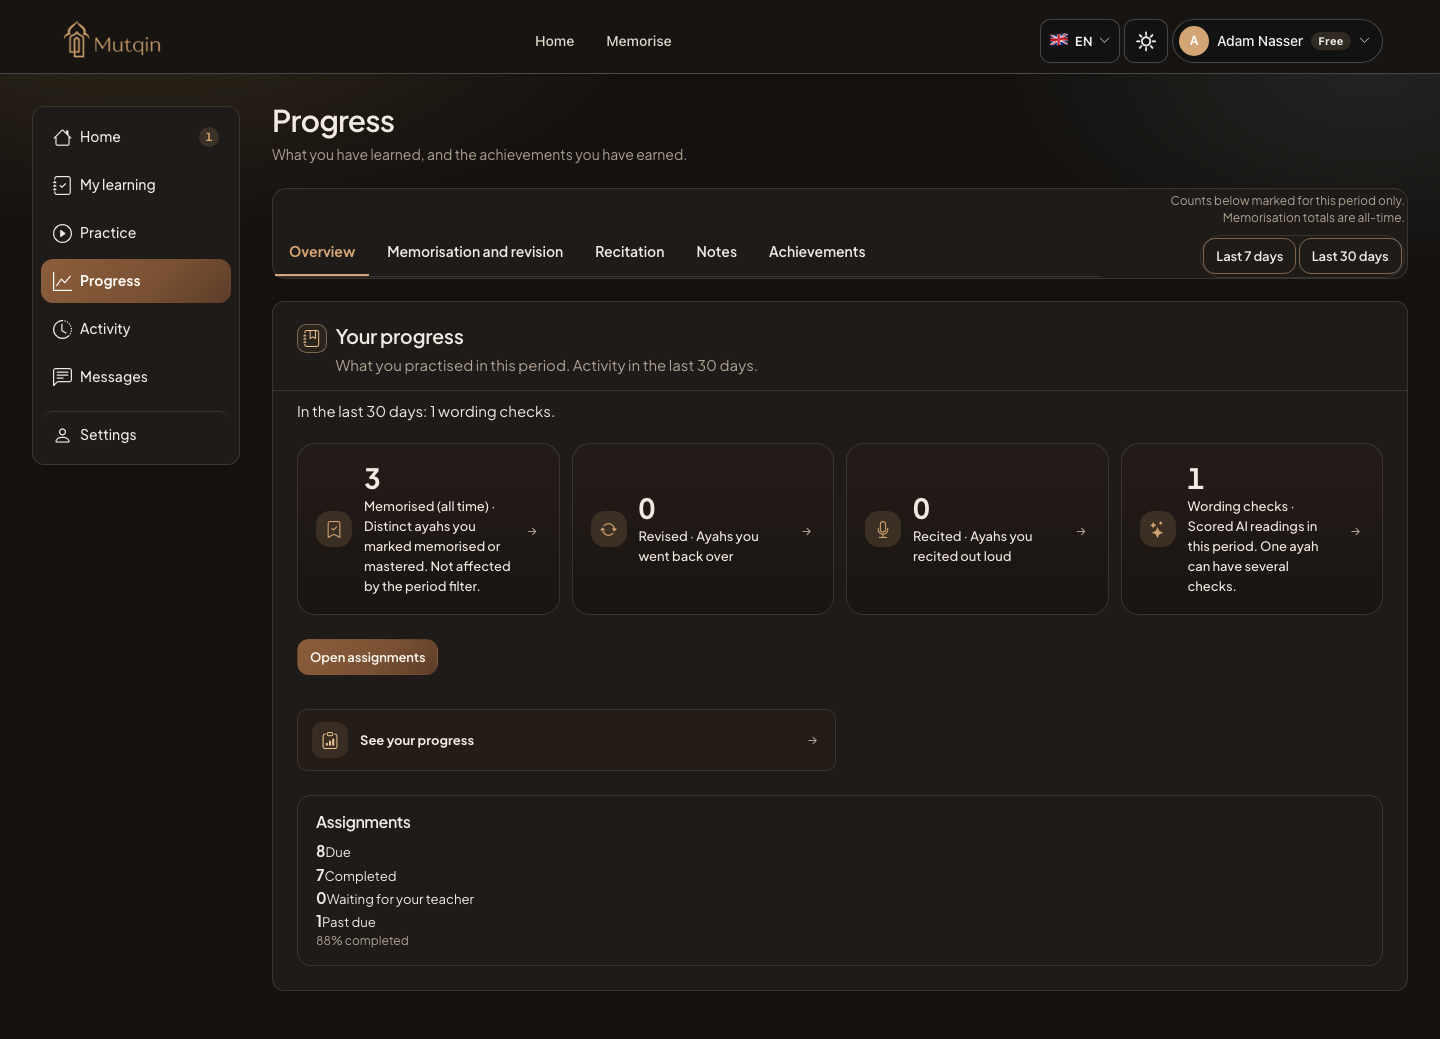 Mutqin
Home
Memorise
EN
A
Adam Nasser
Free
Home
1
My learning
Practice
Progress
Activity
Messages
Settings
Progress
What you have learned, and the achievements you have earned.
Counts below marked for this period only.
Memorisation totals are all-time.
Overview
Memorisation and revision
Recitation
Notes
Achievements
Last 7 days
Last 30 days
Your progress
What you practised in this period. Activity in the last 30 days.
In the last 30 days: 1 wording checks.
3
Memorised (all time) ·
Distinct ayahs you
marked memorised or
mastered. Not affected
by the period filter.
→
0
Revised · Ayahs you
went back over
→
0
Recited · Ayahs you
recited out loud
→
1
Wording checks ·
Scored AI readings in
this period. One ayah
can have several
checks.
→
Open assignments
See your progress
→
Assignments
8Due
7Completed
0Waiting for your teacher
1Past due
88% completed